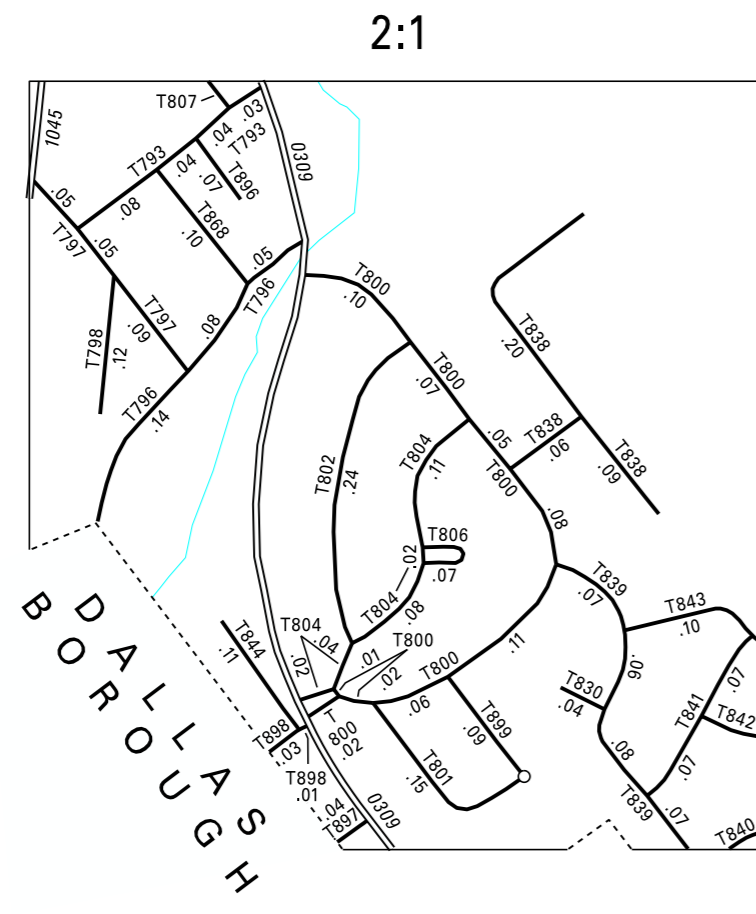 2:1
1045
T807
.03
.04
T793
T793
.04
.07
T896
0309
.05
.08
T868
.10
T797
.05
.05
T796
T797
.09
.08
T798
.12
T796
.14
T800
.10
T838
.20
T800
.07
T804
.11
.05
T838
.06
T838
.09
T800
.08
T802
.24
T806
.02
.07
T804
.08
T839
.07
T843
.10
.06
T844
.11
T804
.04
.02
T800
.01
.02
T800
.11
.06
T830
.04
T841
.07
T842
T899
.09
T
800
.02
T898
.03
T898
.01
T801
.15
.08
.07
T839
.07
T840
.04
T897
0309
DALLAS
BOROUGH